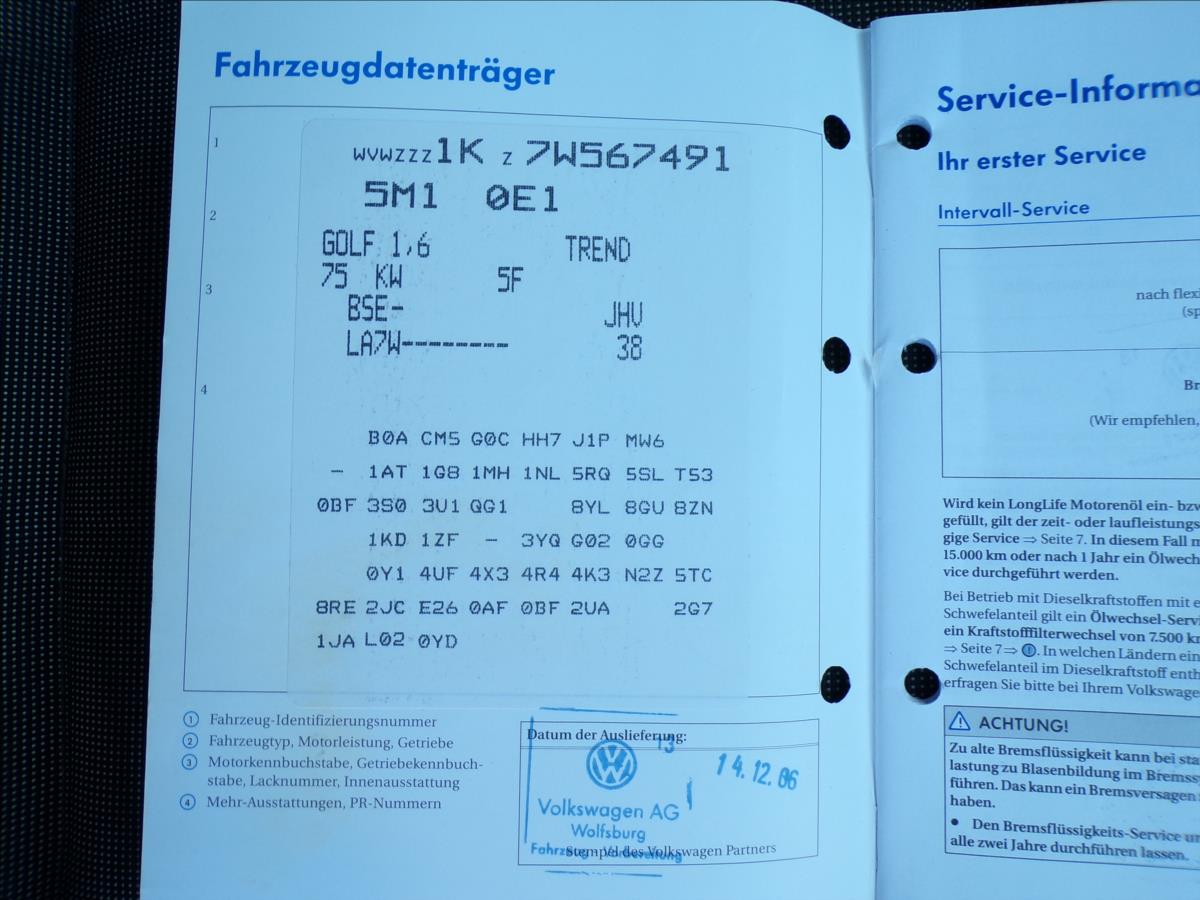 Fahrzeugdatenträger
1
WVWZZZ1K Z 7W567491
5M1 0E1
2
GOLF 1,6 TREND
75 KW 5F
3
BSE- JHV
LA7W--------- 38
4
B0A CM5 G0C HH7 J1P MW6
- 1AT 1G8 1MH 1NL 5RQ 5SL T53
0BF 3S0 3U1 QG1 8YL 8GU 8ZN
1KD 1ZF - 3YQ G02 0GG
0Y1 4UF 4X3 4R4 4K3 N2Z 5TC
8RE 2JC E26 0AF 0BF 2UA 2G7
1JA L02 0YD
1 Fahrzeug-Identifizierungsnummer
2 Fahrzeugtyp, Motorleistung, Getriebe
3 Motorkennbuchstabe, Getriebekennbuch-
stabe, Lacknummer, Innenausstattung
4 Mehr-Ausstattungen, PR-Nummern
Datum der Auslieferung:
13
14.12.06
Volkswagen AG
Wolfsburg
Stempel des Volkswagen Partners
Service-Informa
Ihr erster Service
Intervall-Service
nach flex
(sp
Br
(Wir empfehlen,
Wird kein LongLife Motorenöl ein- bzw
gefüllt, gilt der zeit- oder laufleistungs
gige Service ⇒ Seite 7. In diesem Fall m
15.000 km oder nach 1 Jahr ein Ölwech
vice durchgeführt werden.
Bei Betrieb mit Dieselkraftstoffen mit e
Schwefelanteil gilt ein Ölwechsel-Serv
ein Kraftstofffilterwechsel von 7.500 k
⇒ Seite 7⇒ . In welchen Ländern ein
Schwefelanteil im Dieselkraftstoff enth
erfragen Sie bitte bei Ihrem Volkswage
ACHTUNG!
Zu alte Bremsflüssigkeit kann bei sta
lastung zu Blasenbildung im Bremss
führen. Das kann ein Bremsversagen
haben.
• Den Bremsflüssigkeits-Service un
alle zwei Jahre durchführen lassen.